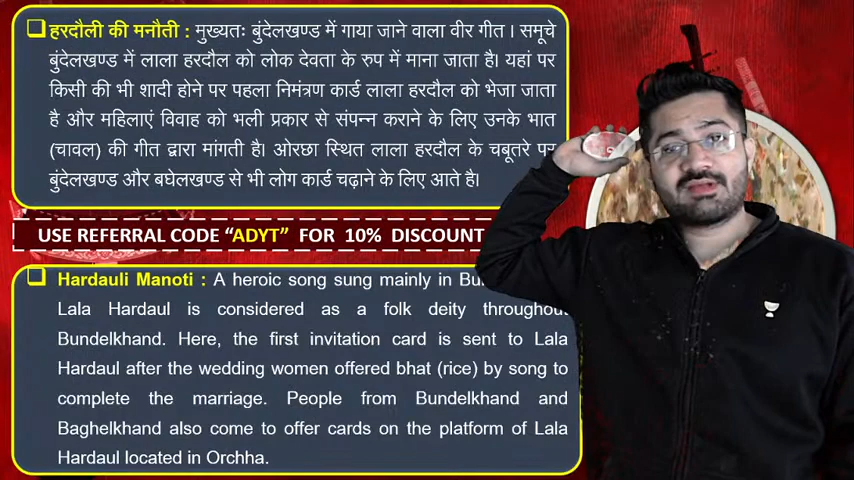 हरदौली की मनौती : मुख्यतः बुंदेलखण्ड में गाया जाने वाला वीर गीत । समूचे
बुंदेलखण्ड में लाला हरदौल को लोक देवता के रुप में माना जाता है। यहां पर
किसी की भी शादी होने पर पहला निमंत्रण कार्ड लाला हरदौल को भेजा जाता
है और महिलाएं विवाह को भली प्रकार से संपन्न कराने के लिए उनके भात
(चावल) की गीत द्वारा मांगती है। ओरछा स्थित लाला हरदौल के चबूतरे पर
बुंदेलखण्ड और बघेलखण्ड से भी लोग कार्ड चढ़ाने के लिए आते है।
USE REFERRAL CODE “ADYT” FOR 10% DISCOUNT
Hardauli Manoti : A heroic song sung mainly in
Lala Hardaul is considered as a folk deity throughout
Bundelkhand. Here, the first invitation card is sent to Lala
Hardaul after the wedding women offered bhat (rice) by song to
complete the marriage. People from Bundelkhand and
Baghelkhand also come to offer cards on the platform of Lala
Hardaul located in Orchha.